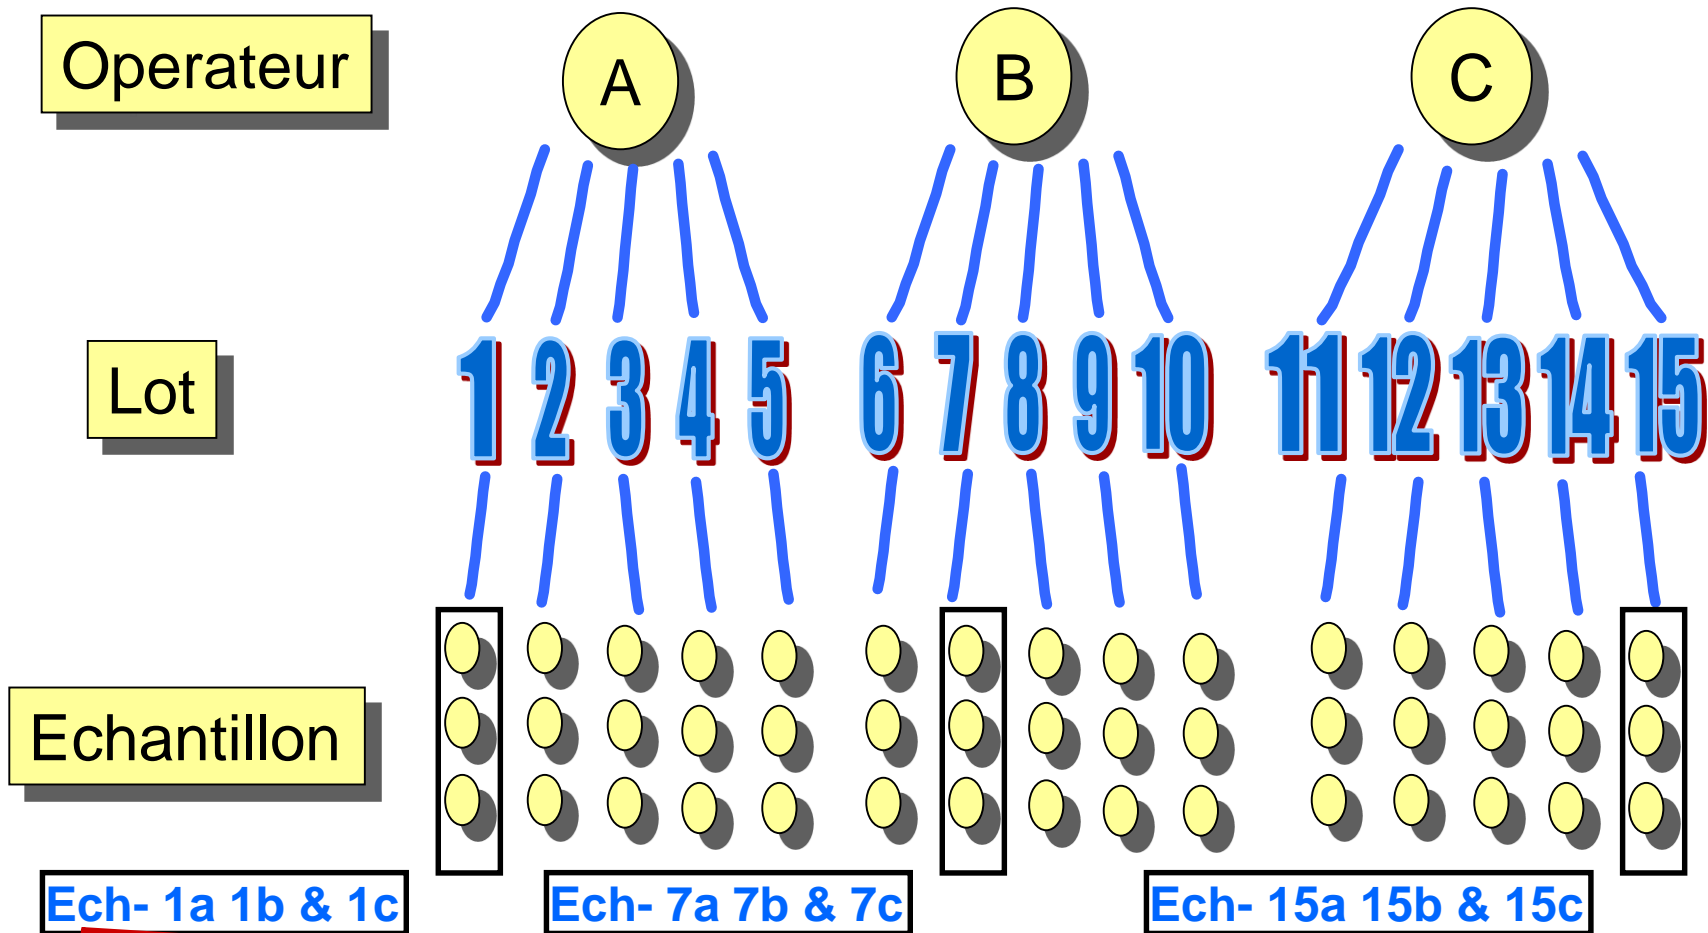 Operateur
A B C
Lot
1 2 3 4 5 6 7 8 9 10 11 12 13 14 15
Echantillon
Ech- 1a 1b & 1c
Ech- 7a 7b & 7c
Ech- 15a 15b & 15c